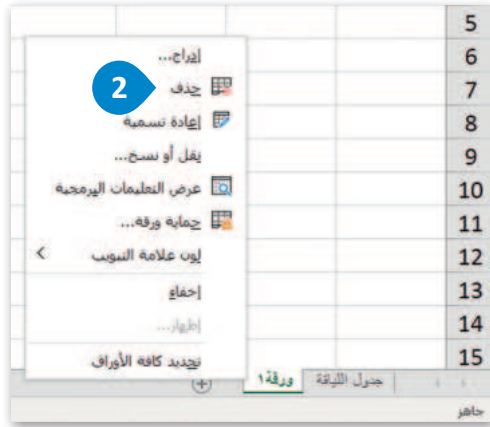 5
6
7
8
9
10
11
12
13
14
15
إدراج...
2
حذف
إعادة تسمية
نقل أو نسخ...
عرض التعليمات البرمجية
حماية ورقة...
لون علامة التبويب
إخفاء
إظهار...
تحديد كافة الأوراق
جدول اللياقة
ورقة١
جاهز